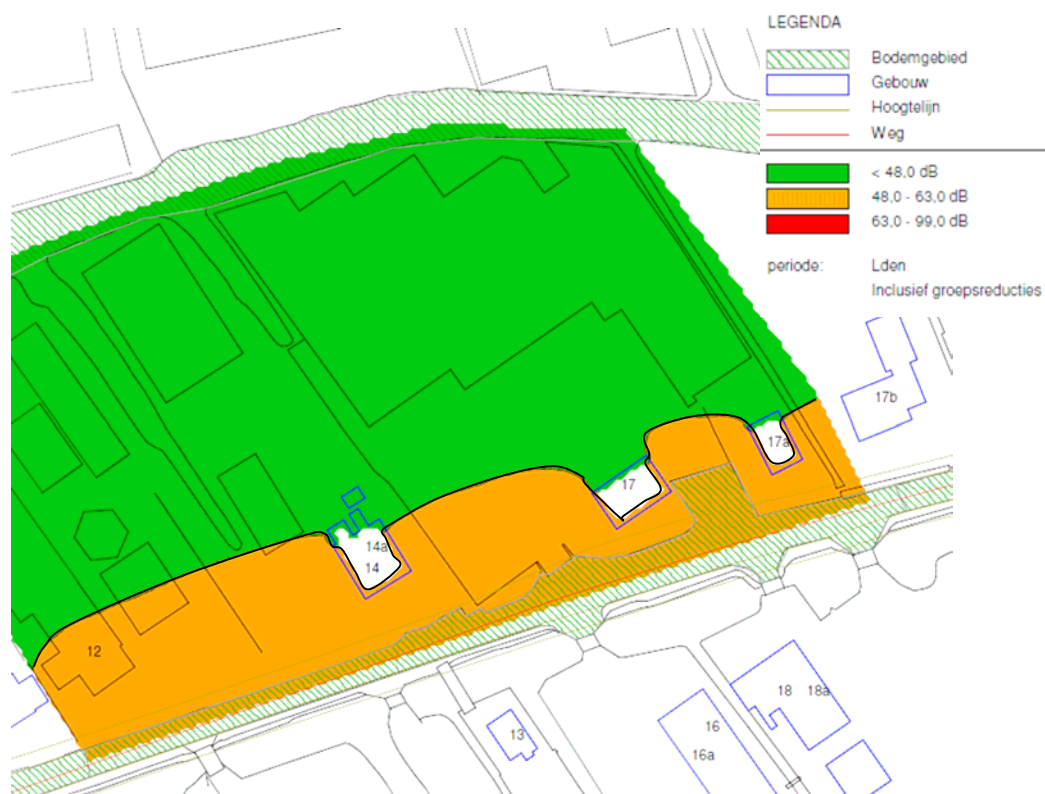 LEGENDA
Bodemgebied
Gebouw
Hoogtelijn
Weg
< 48,0 dB
48,0 - 63,0 dB
63,0 - 99,0 dB
periode: Lden
Inclusief groepsreducties
17b
17a
17
14a
14
12
18 18a
16
13
16a